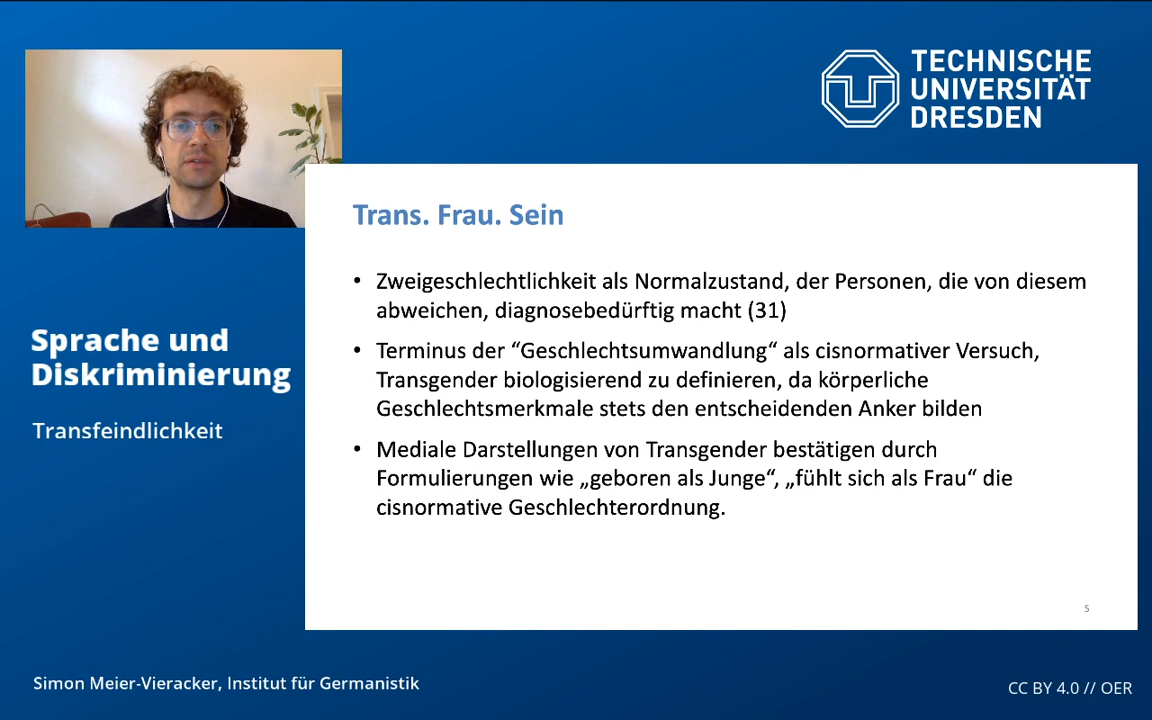 TECHNISCHE
UNIVERSITÄT
DRESDEN
Sprache und
Diskriminierung
Transfeindlichkeit
Trans. Frau. Sein
• Zweigeschlechtlichkeit als Normalzustand, der Personen, die von diesem
abweichen, diagnosebedürftig macht (31)
• Terminus der “Geschlechtsumwandlung“ als cisnormativer Versuch,
Transgender biologisierend zu definieren, da körperliche
Geschlechtsmerkmale stets den entscheidenden Anker bilden
• Mediale Darstellungen von Transgender bestätigen durch
Formulierungen wie „geboren als Junge“, „fühlt sich als Frau“ die
cisnormative Geschlechterordnung.
5
Simon Meier-Vieracker, Institut für Germanistik
CC BY 4.0 // OER